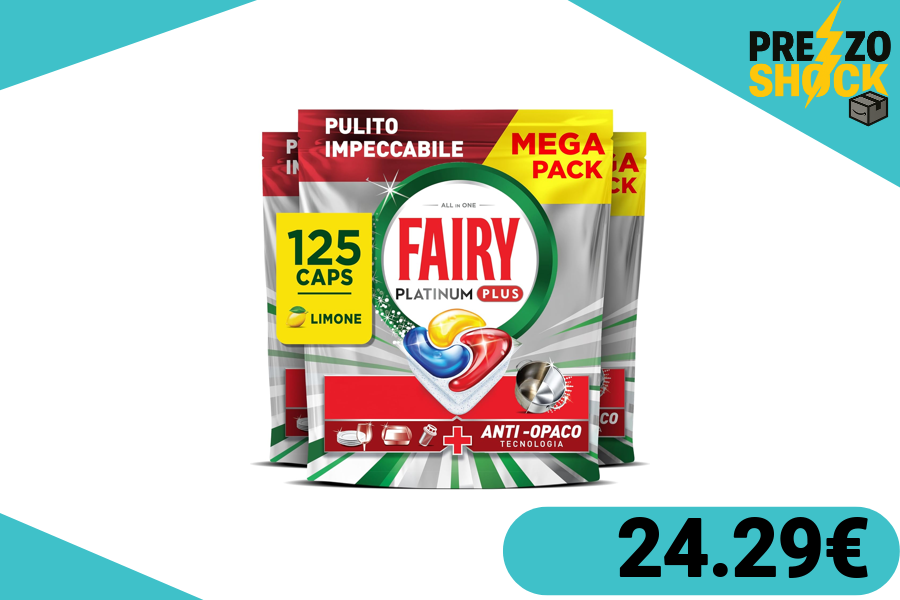 PREZZO
SHOCK
PULITO
IMPECCABILE
MEGA
PACK
ALL IN ONE
FAIRY
PLATINUM PLUS
125
CAPS
LIMONE
ANTI-OPACO
TECNOLOGIA
24.29€